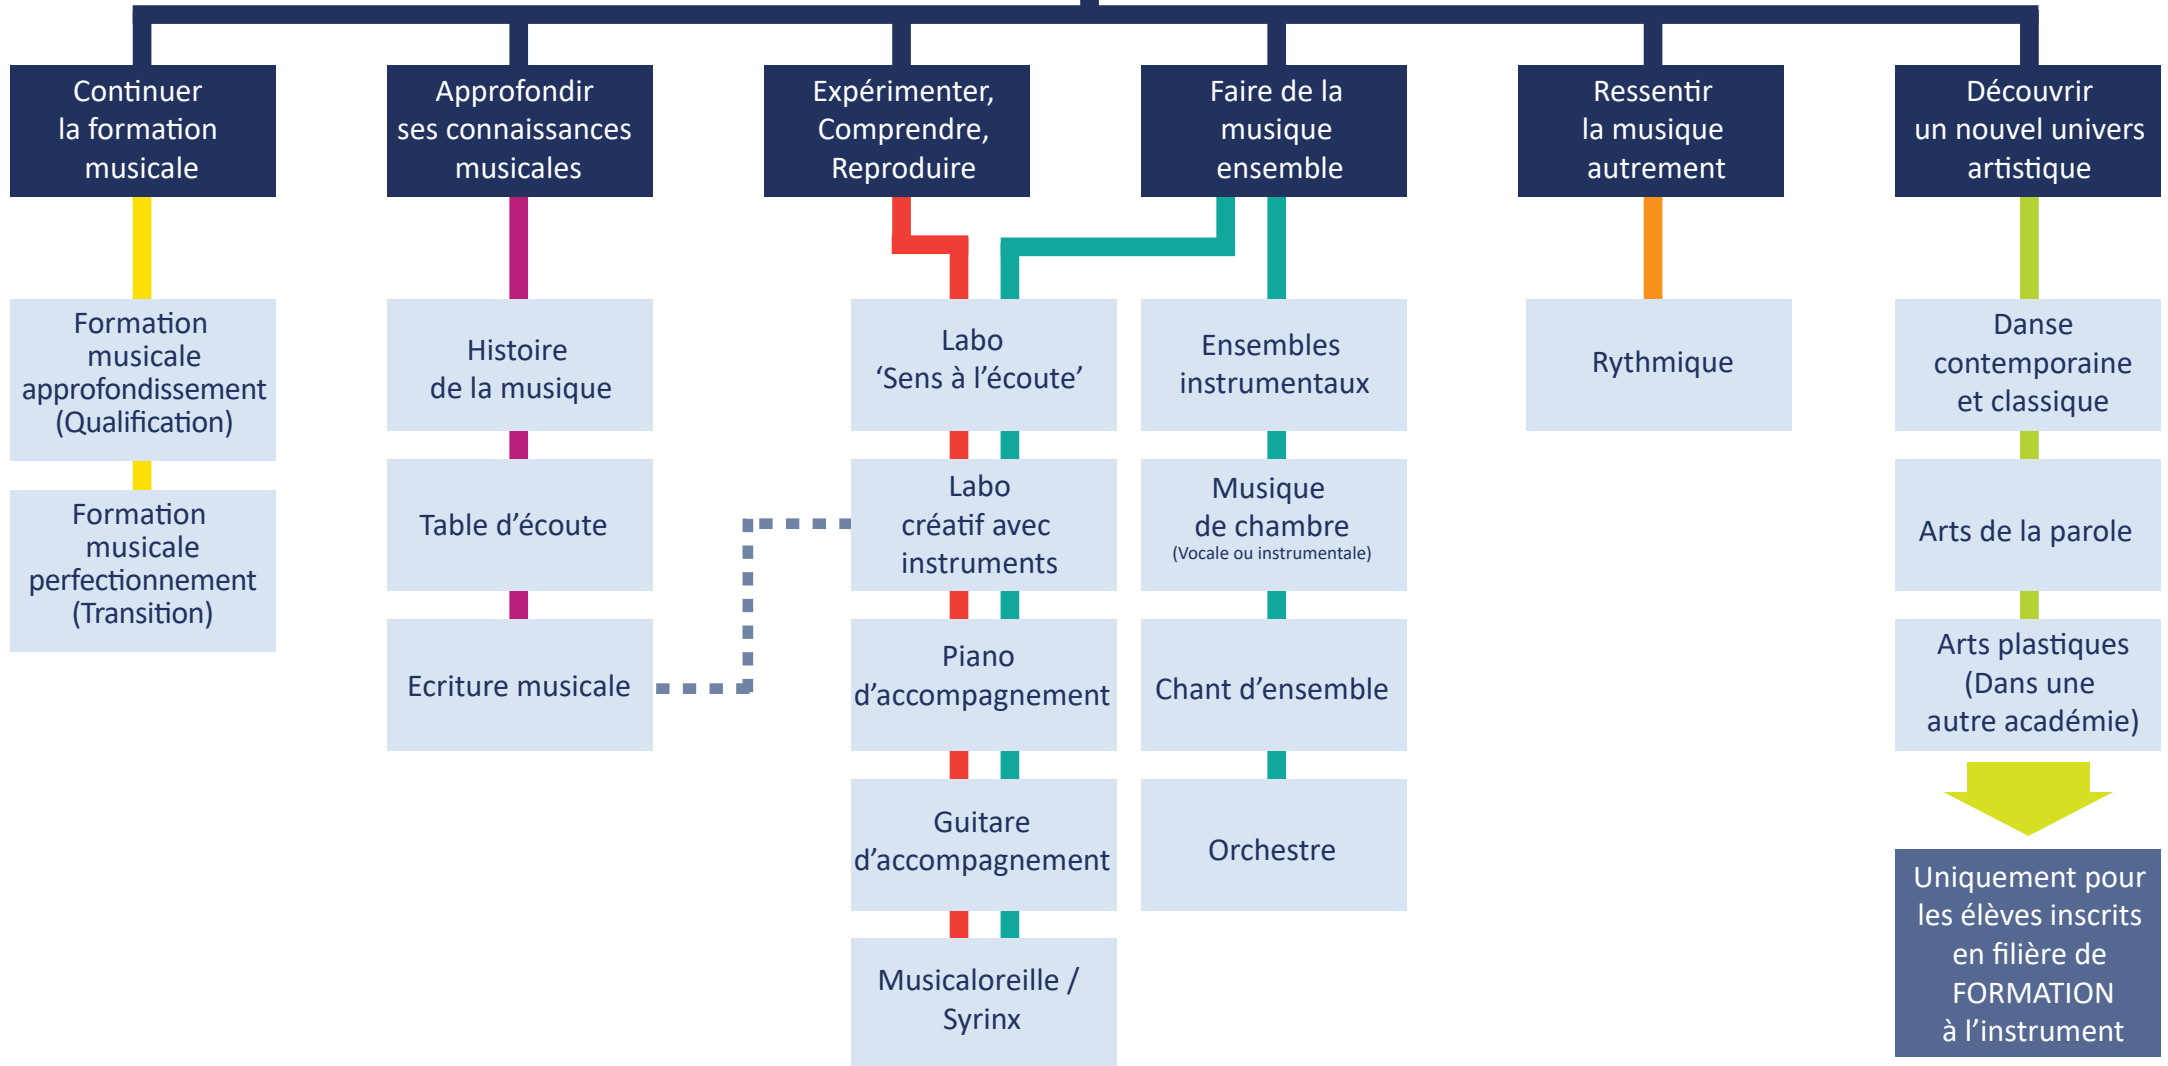 Continuer
la formation
musicale
Approfondir
ses connaissances
musicales
Expérimenter,
Comprendre,
Reproduire
Faire de la
musique
ensemble
Ressentir
la musique
autrement
Découvrir
un nouvel univers
artistique
Formation
musicale
approfondissement
(Qualification)
Formation
musicale
perfectionnement
(Transition)
Histoire
de la musique
Table d’écoute
Ecriture musicale
Labo
‘Sens à l’écoute’
Labo
créatif avec
instruments
Piano
d’accompagnement
Guitare
d’accompagnement
Musicaloreille /
Syrinx
Ensembles
instrumentaux
Musique
de chambre
(Vocale ou instrumentale)
Chant d’ensemble
Orchestre
Rythmique
Danse
contemporaine
et classique
Arts de la parole
Arts plastiques
(Dans une
autre académie)
Uniquement pour
les élèves inscrits
en filière de
FORMATION
à l’instrument